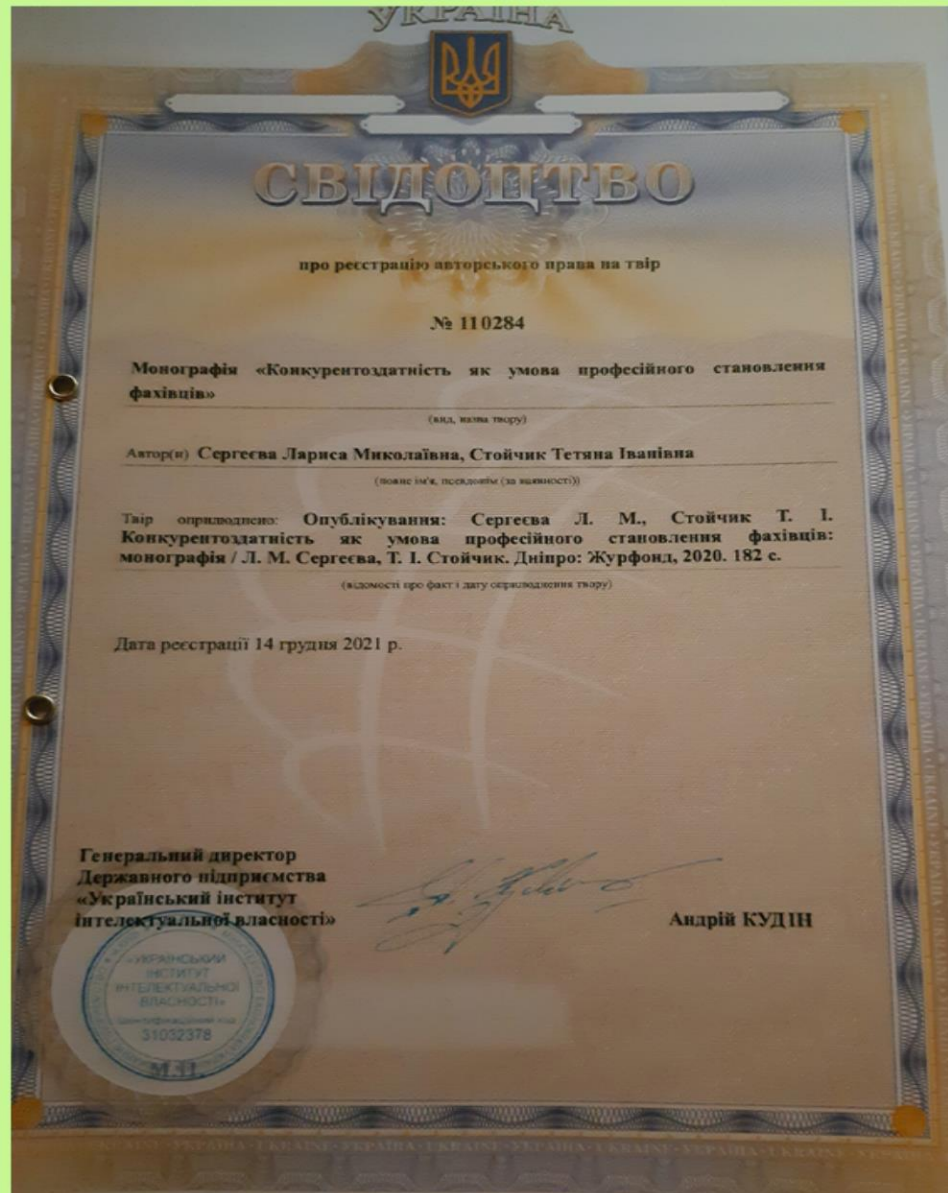 УКРАЇНА
СВІДОЦТВО
про реєстрацію авторського права на твір
№ 110284
Монографія «Конкурентоздатність як умова професійного становлення
фахівців»
(вид, назва твору)
Автор(и) Сергеєва Лариса Миколаївна, Стойчик Тетяна Іванівна
(повне ім'я, псевдонім (за наявності))
Твір оприлюднено: Опублікування: Сергеєва Л. М., Стойчик Т. І.
Конкурентоздатність як умова професійного становлення фахівців:
монографія / Л. М. Сергеєва, Т. І. Стойчик. Дніпро: Журфонд, 2020. 182 с.
(відомості про факт і дату оприлюднення твору)
Дата реєстрації 14 грудня 2021 р.
Генеральний директор
Державного підприємства
«Український інститут
інтелектуальної власності»
Андрій КУДІН
«УКРАЇНСЬКИЙ
ІНСТИТУТ
ІНТЕЛЕКТУАЛЬНОЇ
ВЛАСНОСТІ»
Ідентифікаційний код
31032378
М.П.